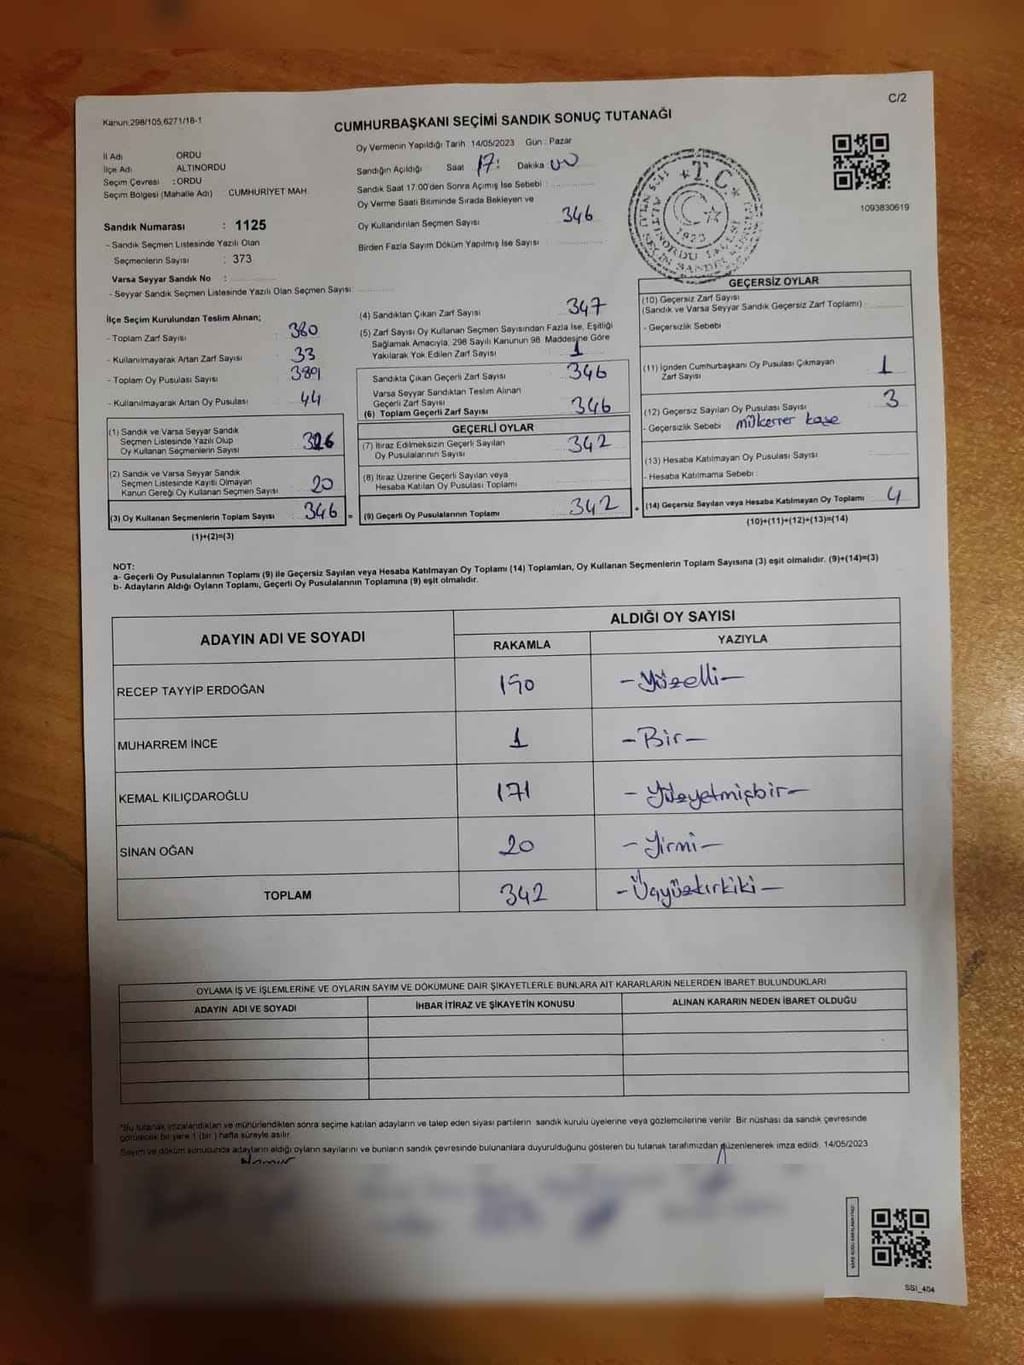 C/2
Kanun:298/105,6271/18-1
CUMHURBAŞKANI SEÇİMİ SANDIK SONUÇ TUTANAĞI
İl Adı : ORDU
İlçe Adı : ALTINORDU
Seçim Çevresi : ORDU
Seçim Bölgesi (Mahalle Adı) CUMHURİYET MAH.
Sandık Numarası : 1125
- Sandık Seçmen Listesinde Yazılı Olan
Seçmenlerin Sayısı : 373
Varsa Seyyar Sandık No :
- Seyyar Sandık Seçmen Listesinde Yazılı Olan Seçmen Sayısı:
Oy Vermenin Yapıldığı Tarih 14/05/2023 Gün : Pazar
Sandığın Açıldığı Saat 17: Dakika 00
Sandık Saat 17:00'den Sonra Açımış İse Sebebi :
Oy Verme Saati Bitiminde Sırada Bekleyen ve
Oy Kullandırılan Seçmen Sayısı 346
Birden Fazla Sayım Döküm Yapılmış İse Sayısı :
T.C.
1923
1093830619
İlçe Seçim Kurulundan Teslim Alınan;
- Toplam Zarf Sayısı : 380
- Kullanılmayarak Artan Zarf Sayısı : 33
- Toplam Oy Pusulası Sayısı : 389
- Kullanılmayarak Artan Oy Pusulası : 44
(1) Sandık ve Varsa Seyyar Sandık
Seçmen Listesinde Yazılı Olup
Oy Kullanan Seçmenlerin Sayısı 326
(2) Sandık ve Varsa Seyyar Sandık
Seçmen Listesinde Kayıtlı Olmayan
Kanun Gereği Oy Kullanan Seçmen Sayısı 20
(3) Oy Kullanan Seçmenlerin Toplam Sayısı 346
(1)+(2)=(3)
(4) Sandıktan Çıkan Zarf Sayısı 347
(5) Zarf Sayısı Oy Kullanan Seçmen Sayısından Fazla İse, Eşitliği
Sağlamak Amacıyla, 298 Sayılı Kanunun 98. Maddesine Göre
Yakılarak Yok Edilen Zarf Sayısı 1
Sandıkta Çıkan Geçerli Zarf Sayısı 346
Varsa Seyyar Sandıktan Teslim Alınan
Geçerli Zarf Sayısı
(6) Toplam Geçerli Zarf Sayısı 346
GEÇERLİ OYLAR
(7) İtiraz Edilmeksizin Geçerli Sayılan
Oy Pusulalarının Sayısı 342
(8) İtiraz Üzerine Geçerli Sayılan veya
Hesaba Katılan Oy Pusulası Toplamı
= (9) Geçerli Oy Pusulalarının Toplamı 342
GEÇERSİZ OYLAR
(10) Geçersiz Zarf Sayısı
(Sandık ve Varsa Seyyar Sandık Geçersiz Zarf Toplamı)
- Geçersizlik Sebebi
(11) İçinden Cumhurbaşkanı Oy Pusulası Çıkmayan
Zarf Sayısı 1
(12) Geçersiz Sayılan Oy Pusulası Sayısı 3
- Geçersizlik Sebebi mükerrer kaşe
(13) Hesaba Katılmayan Oy Pusulası Sayısı
- Hesaba Katılmama Sebebi :
+ (14) Geçersiz Sayılan veya Hesaba Katılmayan Oy Toplamı 4
(10)+(11)+(12)+(13)=(14)
NOT:
a- Geçerli Oy Pusulalarının Toplamı (9) ile Geçersiz Sayılan veya Hesaba Katılmayan Oy Toplamı (14) Toplamları, Oy Kullanan Seçmenlerin Toplam Sayısına (3) eşit olmalıdır. (9)+(14)=(3)
b- Adayların Aldığı Oyların Toplamı, Geçerli Oy Pusulalarının Toplamına (9) eşit olmalıdır.
ADAYIN ADI VE SOYADI
ALDIĞI OY SAYISI
RAKAMLA YAZIYLA
RECEP TAYYİP ERDOĞAN 150 -Yüzelli-
MUHARREM İNCE 1 -Bir-
KEMAL KILIÇDAROĞLU 171 -Yüzyetmişbir-
SİNAN OĞAN 20 -Yirmi-
TOPLAM 342 -Üçyüzkırkiki-
OYLAMA İŞ VE İŞLEMLERİNE VE OYLARIN SAYIM VE DÖKÜMÜNE DAİR ŞİKAYETLERLE BUNLARA AİT KARARLARIN NELERDEN İBARET BULUNDUKLARI
ADAYIN ADI VE SOYADI İHBAR İTİRAZ VE ŞİKAYETİN KONUSU ALINAN KARARIN NEDEN İBARET OLDUĞU
*Bu tutanak imzalandıktan ve mühürlendikten sonra seçime katılan adayların ve talep eden siyasi partilerin sandık kurulu üyelerine veya gözlemcilerine verilir. Bir nüshası da sandık çevresinde
görülecek bir yere 1 (bir) hafta süreyle asılır.
Sayım ve döküm sonucunda adayların aldığı oyların sayılarını ve bunların sandık çevresinde bulunanlara duyurulduğunu gösteren bu tutanak tarafımızdan düzenlenerek imza edildi. 14/05/2023
SSI_404